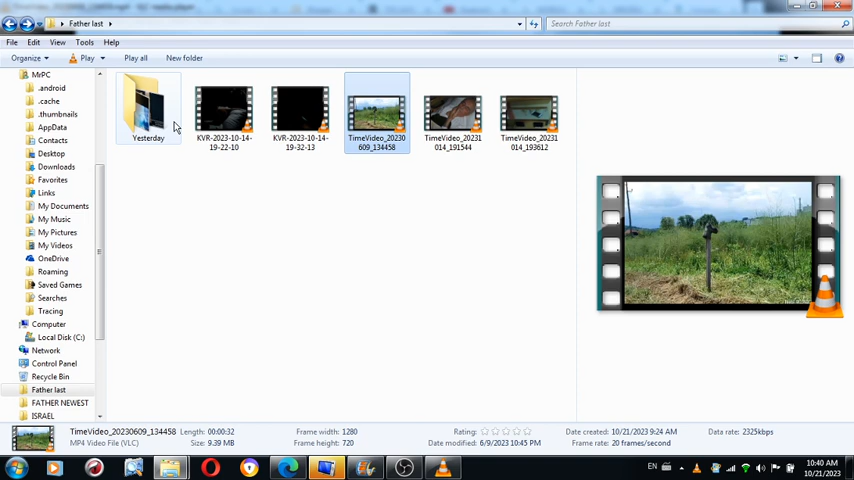 Father last
Search Father last
File Edit View Tools Help
Organize Play Play all New folder
MrPC
.android
.cache
.thumbnails
AppData
Contacts
Desktop
Downloads
Favorites
Links
My Documents
My Music
My Pictures
My Videos
OneDrive
Roaming
Saved Games
Searches
Tracing
Computer
Local Disk (C:)
Network
Control Panel
Recycle Bin
Father last
FATHER NEWEST
ISRAEL
Yesterday
KVR-2023-10-14-
19-22-10
KVR-2023-10-14-
19-32-13
TimeVideo_20230
609_134458
TimeVideo_20231
014_191544
TimeVideo_20231
014_193612
TimeVideo_20230609_134458 Length: 00:00:32 Frame width: 1280 Rating: Date created: 10/21/2023 9:24 AM Data rate: 2325kbps
MP4 Video File (VLC) Size: 9.39 MB Frame height: 720 Date modified: 6/9/2023 10:45 PM Frame rate: 20 frames/second
EN
10:40 AM
10/21/2023